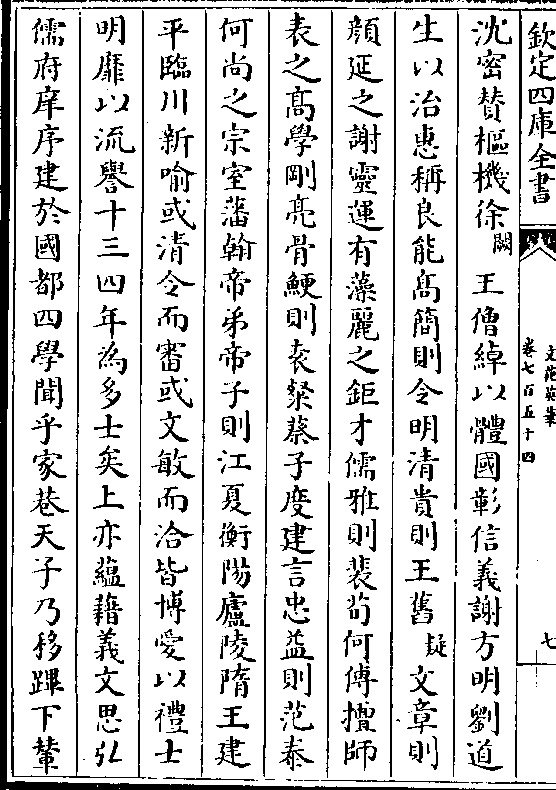 欽定四庫全書
文苑英華
卷七百五十四
七
沈密賛樞機徐闕王僧綽以體國彰信義謝方明劉道
生以治惠稱良能髙簡則令明清貴則王舊疑文章則
顔延之謝靈運有藻麗之鉅才儒雅則裴荀何傅擅師
表之髙學剛亮骨鯁則袁粲蔡子度建言忠益則范泰
何尚之宗室藩翰帝弟帝子則江夏衡陽廬陵隋王建
平臨川新喻或清令而審或文敏而洽皆博愛以禮士
明靡以流譽十三四年為多士矣上亦蘊藉義文思弘
儒府庠序建於國都四學聞乎家巷天子乃移蹕下輦